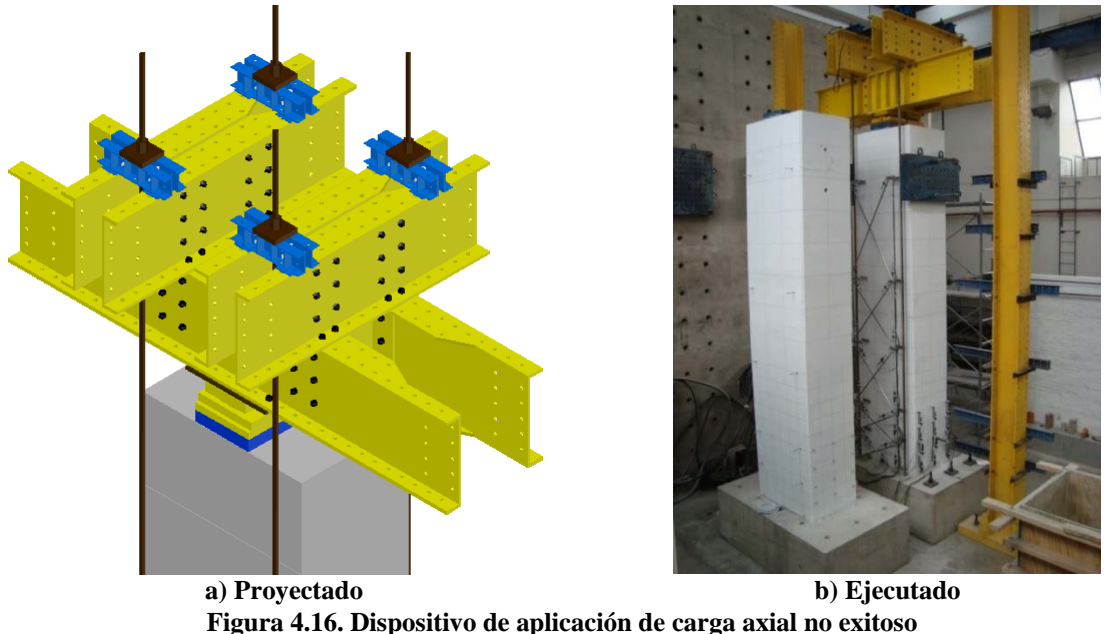 a) Proyectado
b) Ejecutado
Figura 4.16. Dispositivo de aplicación de carga axial no exitoso